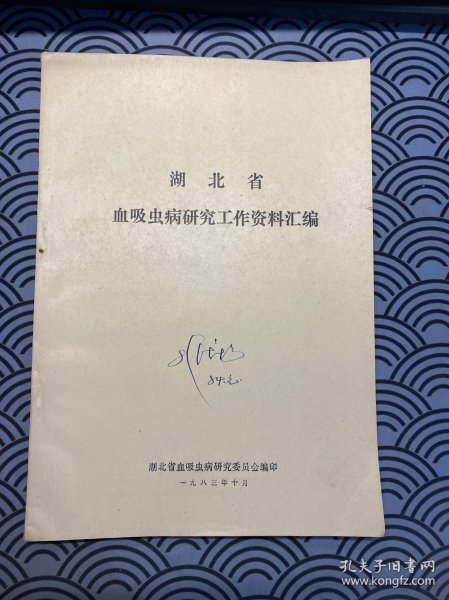 湖北省
血吸虫病研究工作资料汇编
湖北省血吸虫病研究委员会编印
一九八三年十月
孔夫子旧书网
www.kongfz.com